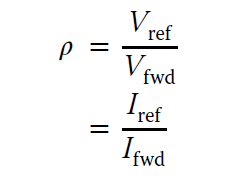 ρ = V_ref / V_fwd
= I_ref / I_fwd